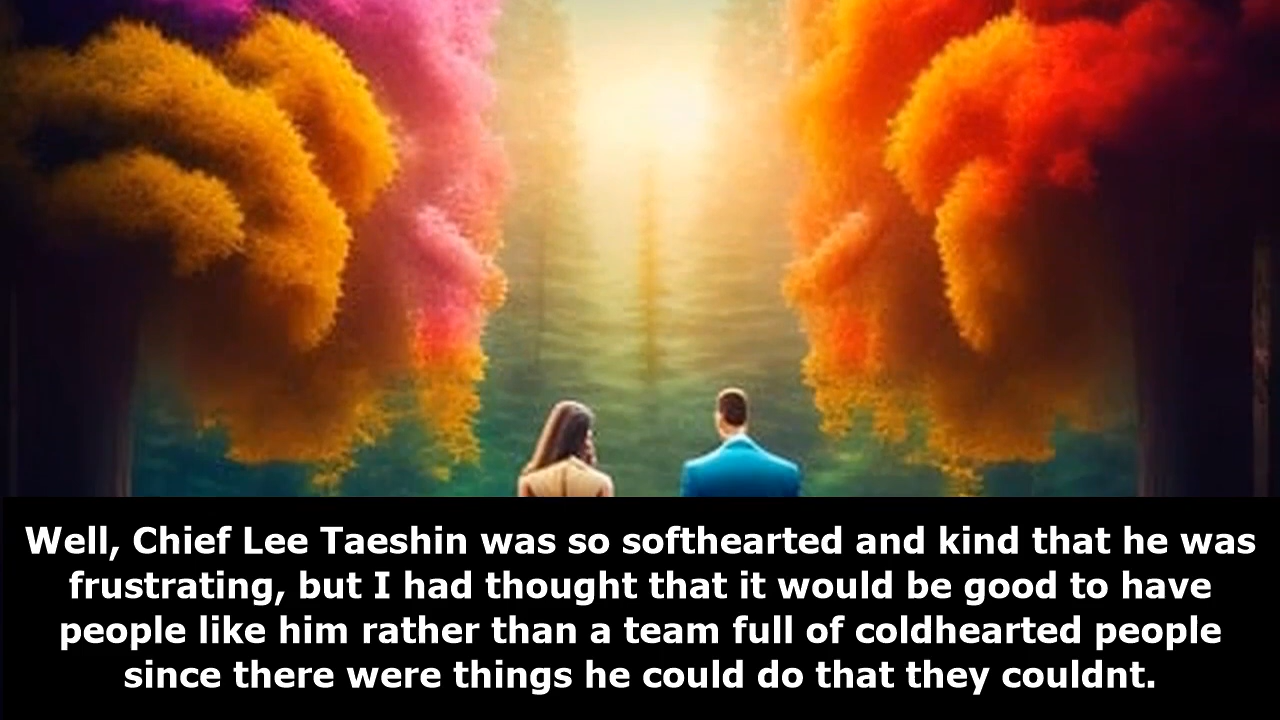 Well, Chief Lee Taeshin was so softhearted and kind that he was
frustrating, but I had thought that it would be good to have
people like him rather than a team full of coldhearted people
since there were things he could do that they couldnt.